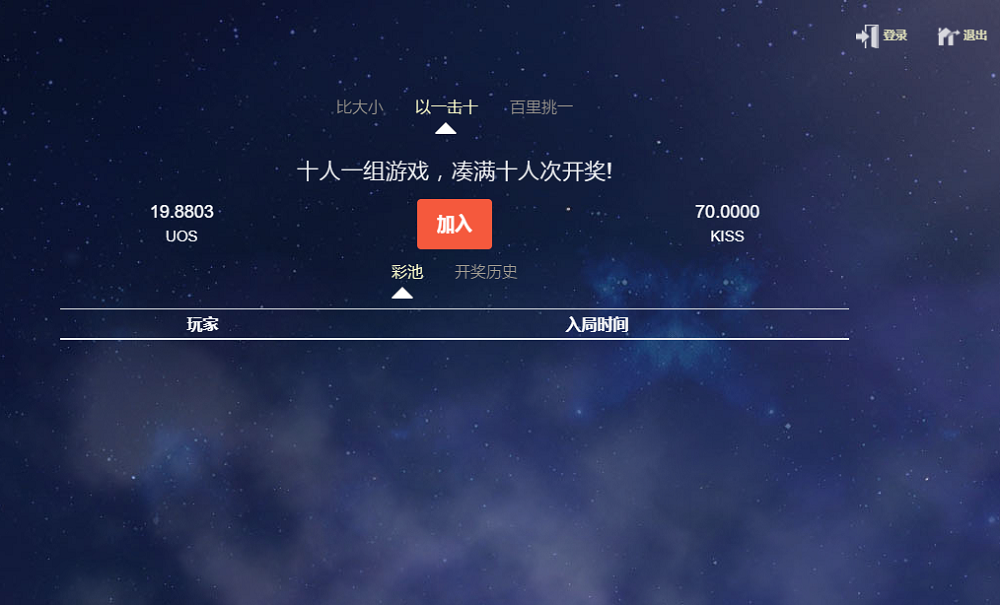 登录 退出
比大小 以一击十 百里挑一
十人一组游戏，凑满十人次开奖!
19.8803 加入 70.0000
UOS KISS
彩池 开奖历史
玩家 入局时间